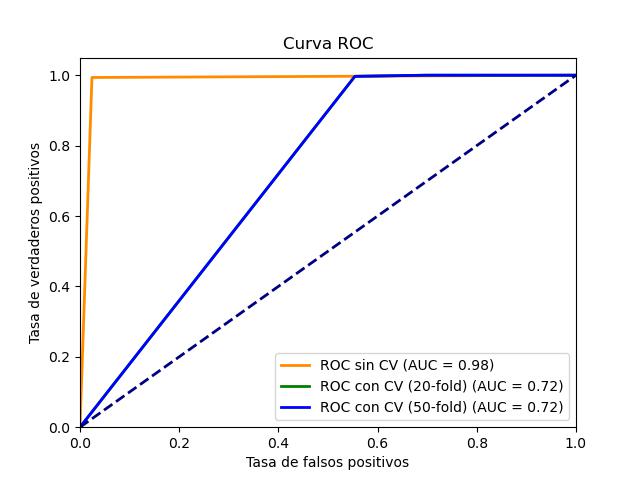 Curva ROC
1.0
0.8
0.6
0.4
0.2
0.0
Tasa de verdaderos positivos
ROC sin CV (AUC = 0.98)
ROC con CV (20-fold) (AUC = 0.72)
ROC con CV (50-fold) (AUC = 0.72)
0.0 0.2 0.4 0.6 0.8 1.0
Tasa de falsos positivos